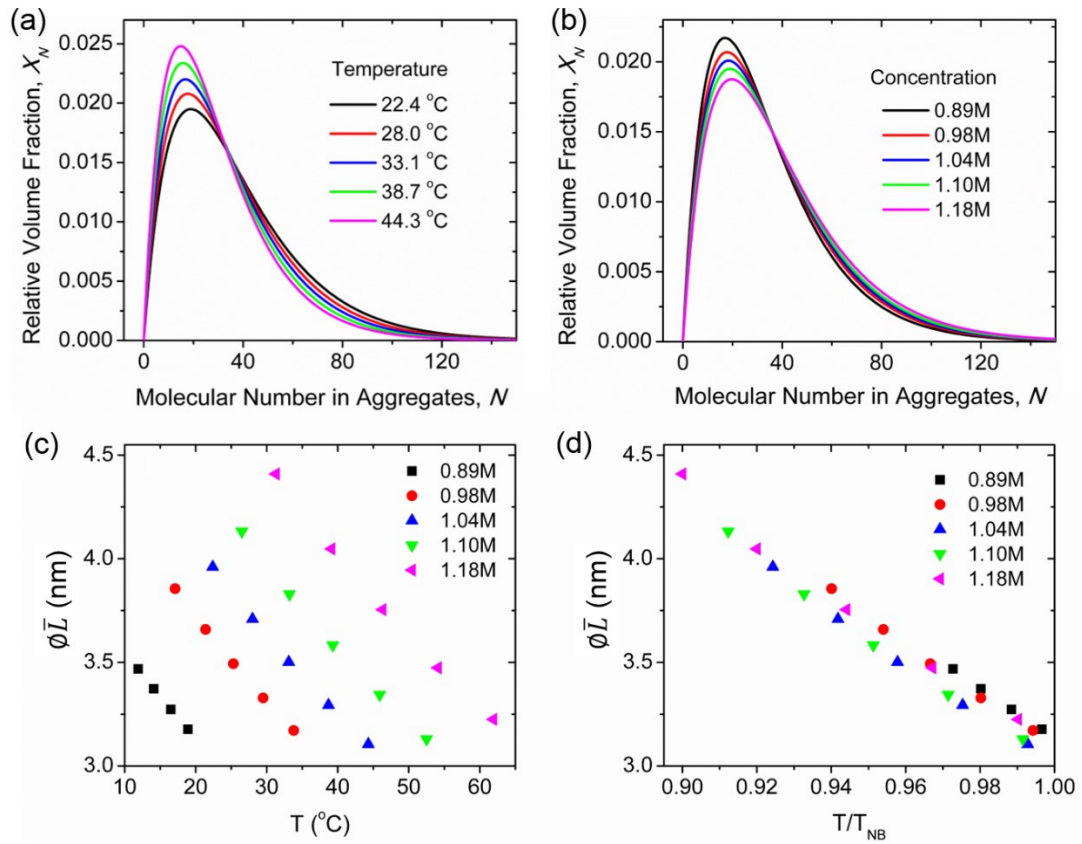 (a)
Relative Volume Fraction, X_N
0.025
0.020
0.015
0.010
0.005
0.000
Temperature
22.4 °C
28.0 °C
33.1 °C
38.7 °C
44.3 °C
0 40 80 120
Molecular Number in Aggregates, N
(b)
Relative Volume Fraction, X_N
0.020
0.015
0.010
0.005
0.000
Concentration
0.89M
0.98M
1.04M
1.10M
1.18M
0 40 80 120
Molecular Number in Aggregates, N
(c)
ϕL̄ (nm)
4.5
4.0
3.5
3.0
0.89M
0.98M
1.04M
1.10M
1.18M
10 20 30 40 50 60
T (°C)
(d)
ϕL̄ (nm)
4.5
4.0
3.5
3.0
0.89M
0.98M
1.04M
1.10M
1.18M
0.90 0.92 0.94 0.96 0.98 1.00
T/T_NB